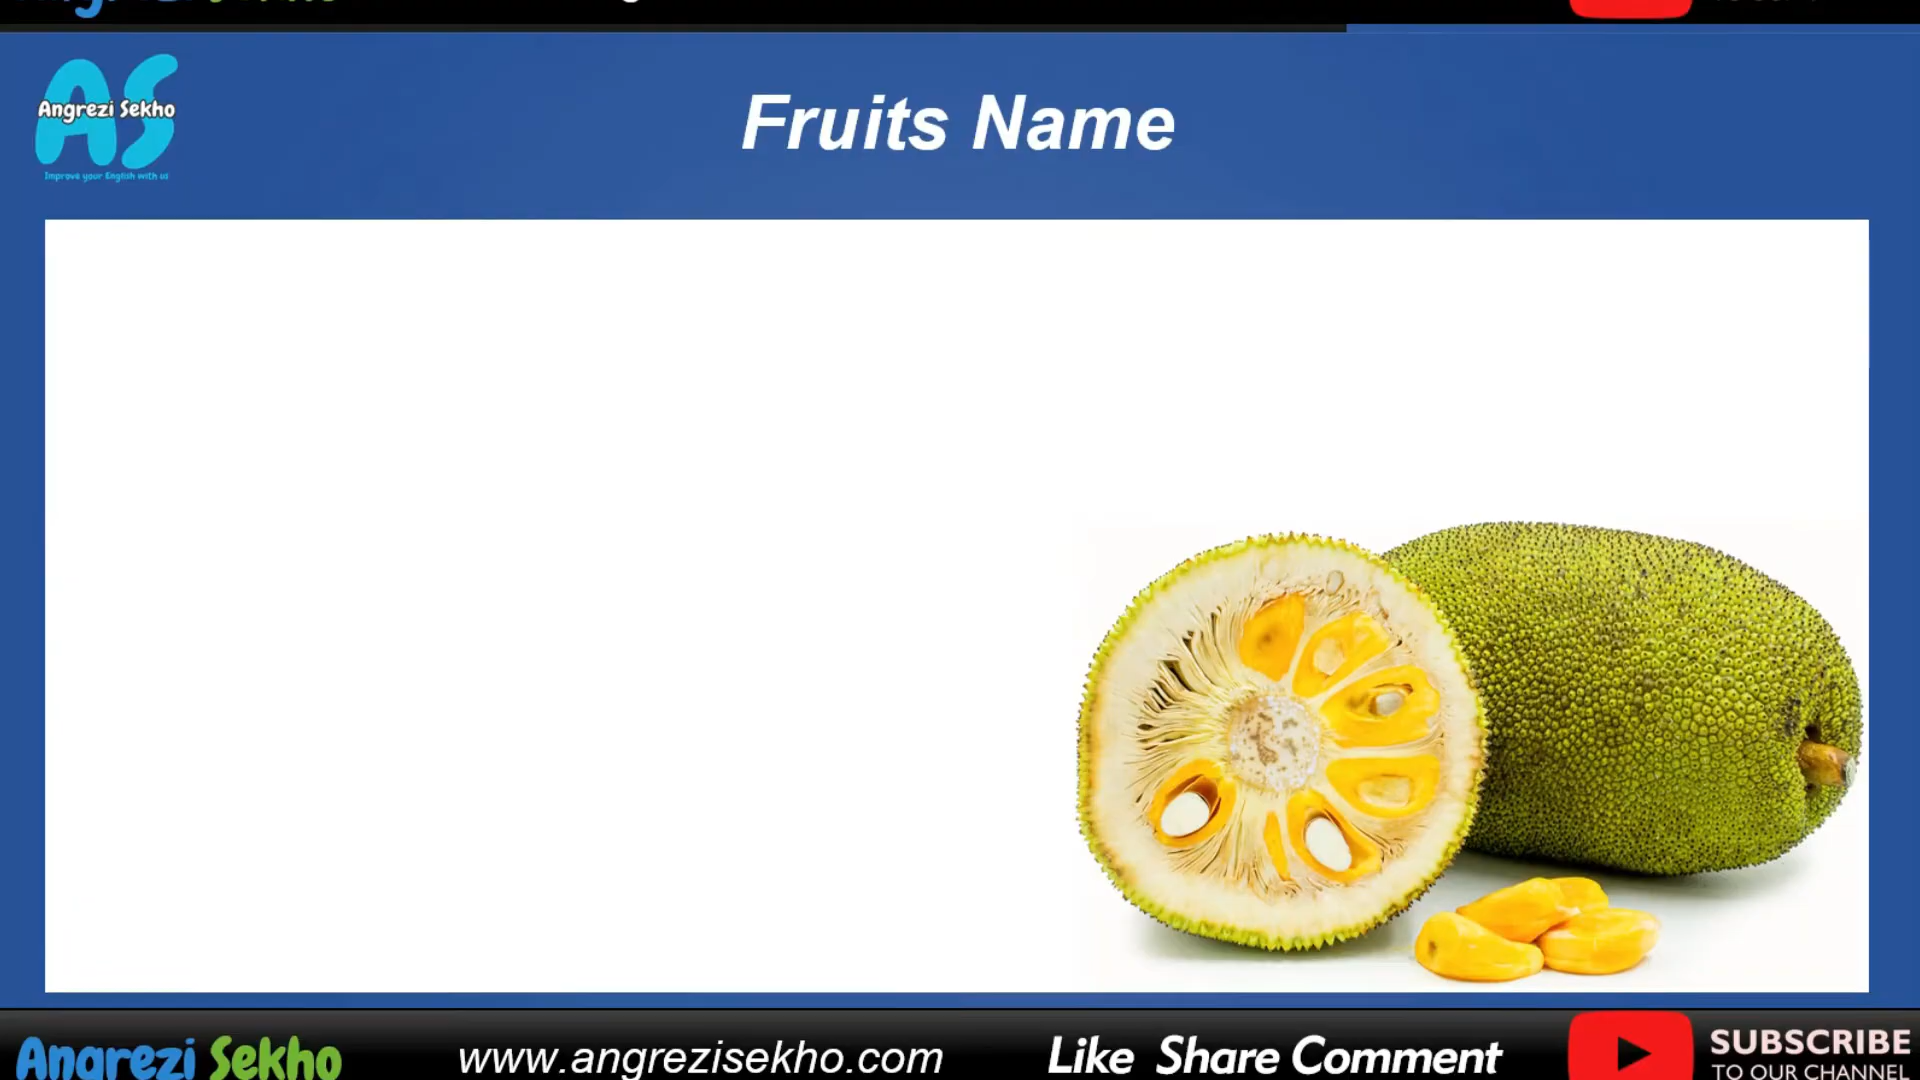 Angrezi Sekho
Improve your English with us
Fruits Name
Angrezi Sekho
www.angrezisekho.com
Like Share Comment
SUBSCRIBE
TO OUR CHANNEL